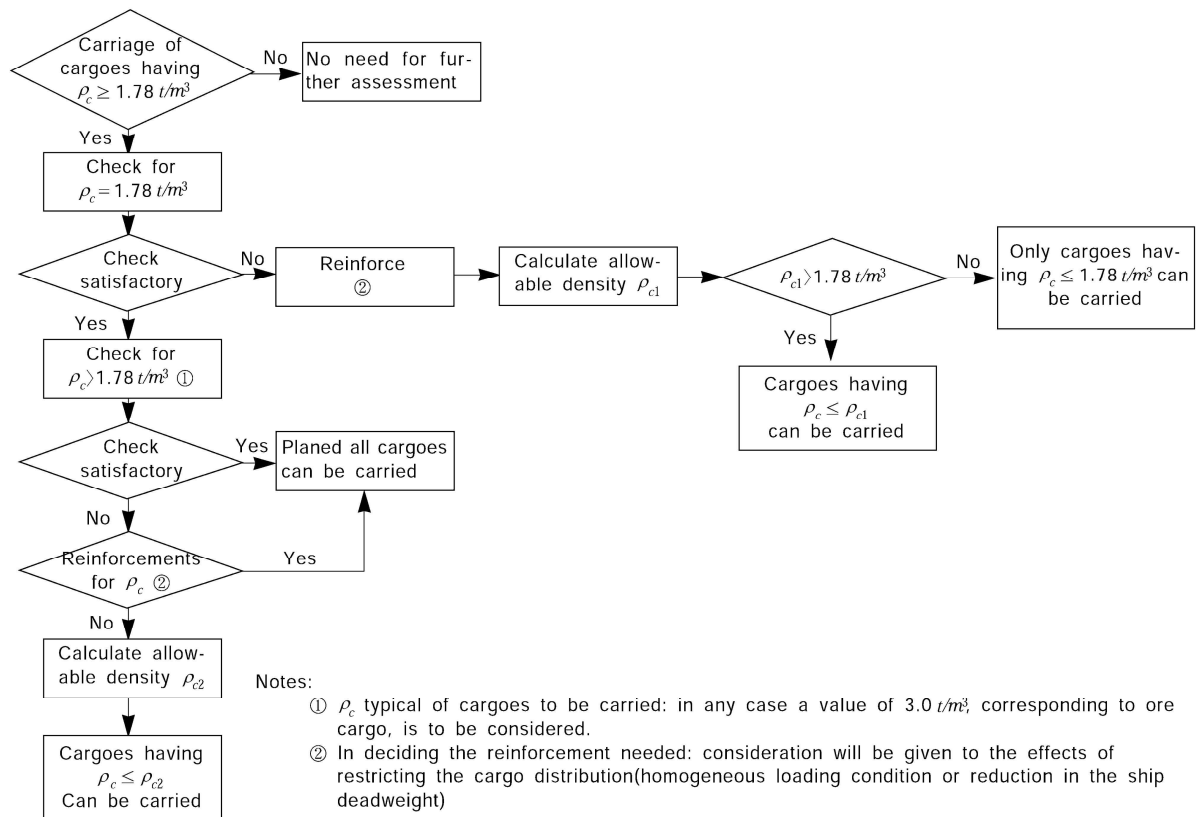 Carriage of
cargoes having
ρc ≥ 1.78 t/m³
No
No need for fur-
ther assessment
Yes
Check for
ρc = 1.78 t/m³
Check
satisfactory
No
Reinforce
②
Calculate allow-
able density ρc1
ρc1〉1.78 t/m³
No
Only cargoes hav-
ing ρc ≤ 1.78 t/m³ can
be carried
Yes
Cargoes having
ρc ≤ ρc1
can be carried
Yes
Check for
ρc〉1.78 t/m³ ①
Check
satisfactory
Yes
Planed all cargoes
can be carried
No
Reinforcements
for ρc ②
Yes
No
Calculate allow-
able density ρc2
Cargoes having
ρc ≤ ρc2
Can be carried
Notes:
① ρc typical of cargoes to be carried: in any case a value of 3.0 t/m³, corresponding to ore
cargo, is to be considered.
② In deciding the reinforcement needed: consideration will be given to the effects of
restricting the cargo distribution(homogeneous loading condition or reduction in the ship
deadweight)